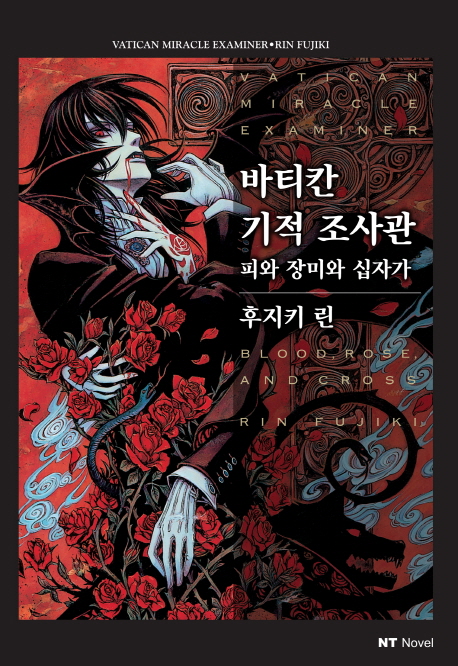 VATICAN MIRACLE EXAMINER•RIN FUJIKI
VATICAN
MIRACLE
EXAMINER
바티칸
기적 조사관
피와 장미와 십자가
후지키 린
BLOOD, ROSE,
AND CROSS
RIN FUJIKI
NT Novel